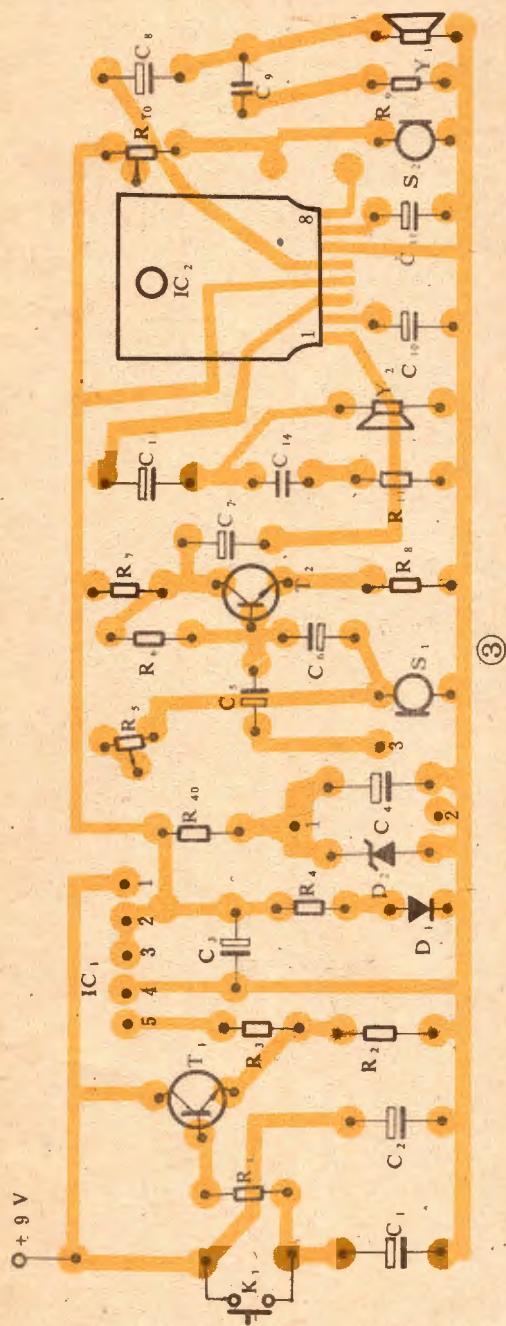 + 9 V
K₁
C₁
R₁
C₂
T₁
R₃
R₂
IC₁
5
4
3
2
1
C₃
R₄
D₁
R₄₀
1
D₂
C₄
2
R₅
C₅
3
S₁
R₆
R₇
T₂
C₆
C₇
R₈
C₁
C₁₄
Y₂
IC₂
1
8
C₁₀
C₁₁
S₂
R₁₀
C₈
C₉
R₉
Y₁
③